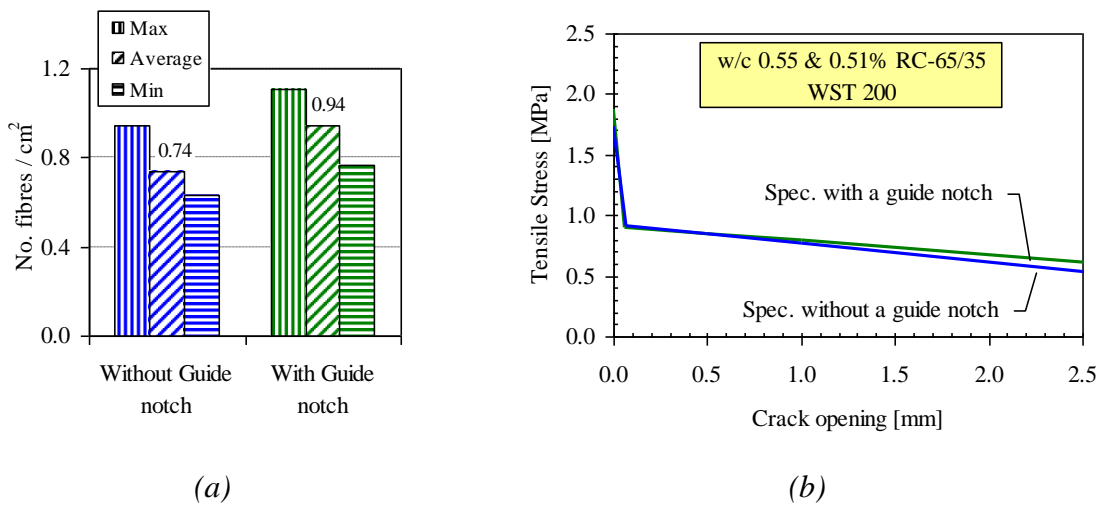 Max
Average
Min
No. fibres / cm²
1.2
0.8
0.4
0.0
0.74
0.94
Without Guide
notch
With Guide
notch
(a)
Tensile Stress [MPa]
2.5
2.0
1.5
1.0
0.5
0.0
w/c 0.55 & 0.51% RC-65/35
WST 200
Spec. with a guide notch
Spec. without a guide notch
0.0 0.5 1.0 1.5 2.0 2.5
Crack opening [mm]
(b)